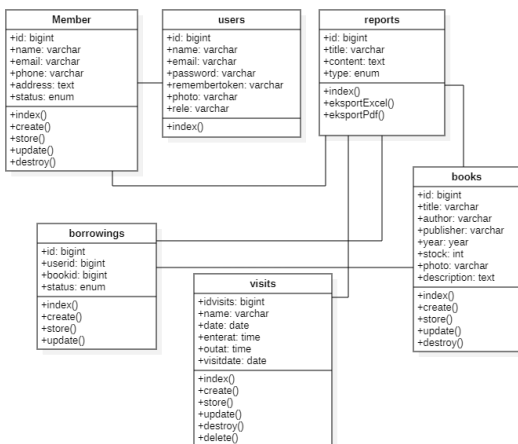 Member
+id: bigint
+name: varchar
+email: varchar
+phone: varchar
+address: text
+status: enum
+index()
+create()
+store()
+update()
+destroy()
users
+id: bigint
+name: varchar
+email: varchar
+password: varchar
+remembertoken: varchar
+photo: varchar
+rele: varchar
+index()
reports
+id: bigint
+title: varchar
+content: text
+type: enum
+index()
+eksportExcel()
+eksportPdf()
books
+id: bigint
+title: varchar
+author: varchar
+publisher: varchar
+year: year
+stock: int
+photo: varchar
+description: text
+index()
+create()
+store()
+update()
+destroy()
borrowings
+id: bigint
+userid: bigint
+bookid: bigint
+status: enum
+index()
+create()
+store()
+update()
visits
+idvisits: bigint
+name: varchar
+date: date
+enterat: time
+outat: time
+visitdate: date
+index()
+create()
+store()
+update()
+destroy()
+delete()